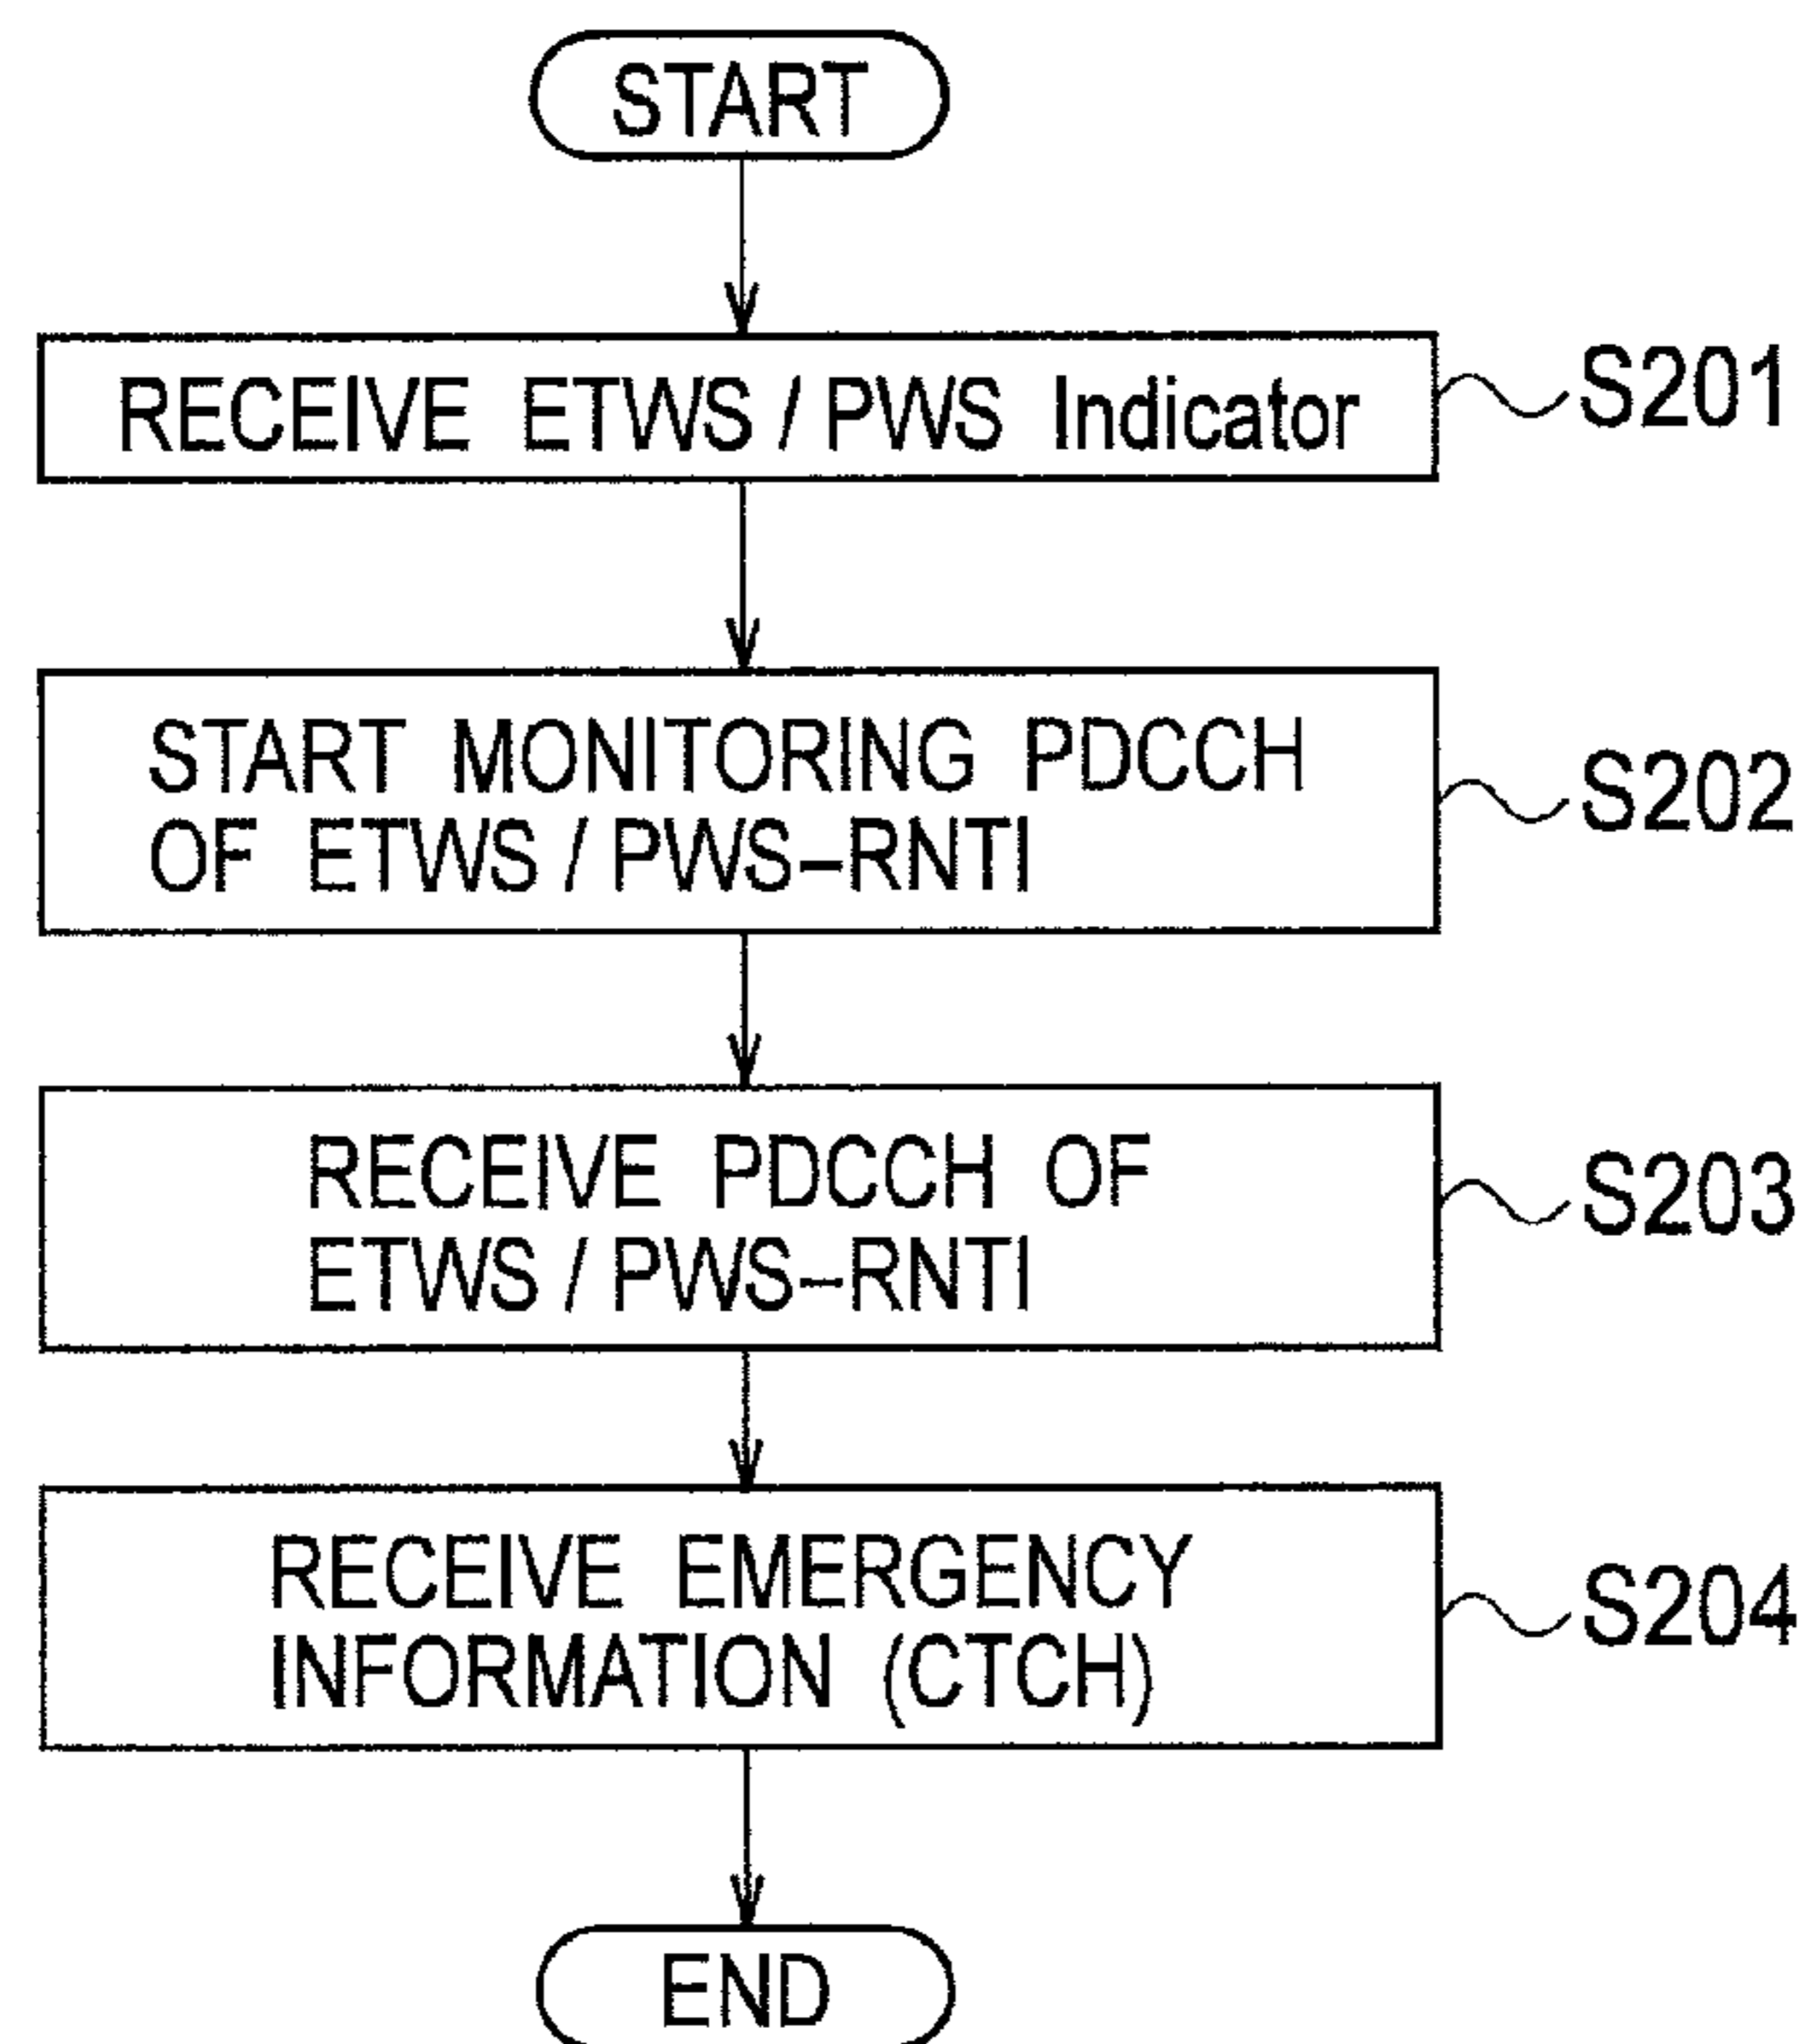 START
RECEIVE ETWS / PWS Indicator
S201
START MONITORING PDCCH
OF ETWS / PWS–RNTI
S202
RECEIVE PDCCH OF
ETWS / PWS–RNTI
S203
RECEIVE EMERGENCY
INFORMATION (CTCH)
S204
END